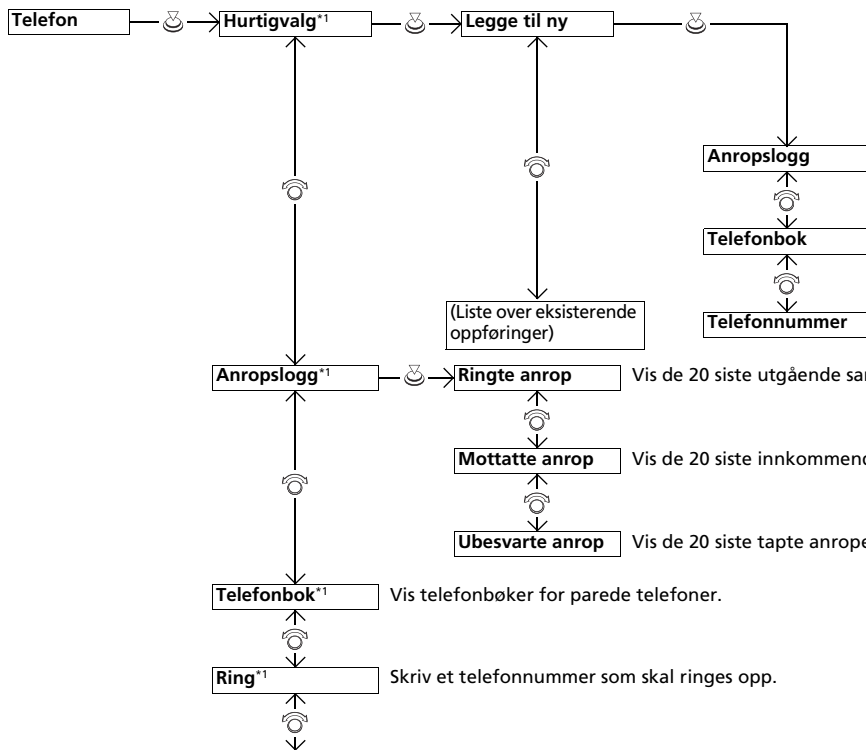 Telefon
Hurtigvalg*1
Legge til ny
Anropslogg
Telefonbok
Telefonnummer
(Liste over eksisterende
oppføringer)
Anropslogg*1
Ringte anrop
Vis de 20 siste utgående
Mottatte anrop
Vis de 20 siste
Ubesvarte anrop
Vis de 20 siste tapte
Telefonbok*1
Vis telefonbøker for parede telefoner.
Ring*1
Skriv et telefonnummer som skal ringes opp.